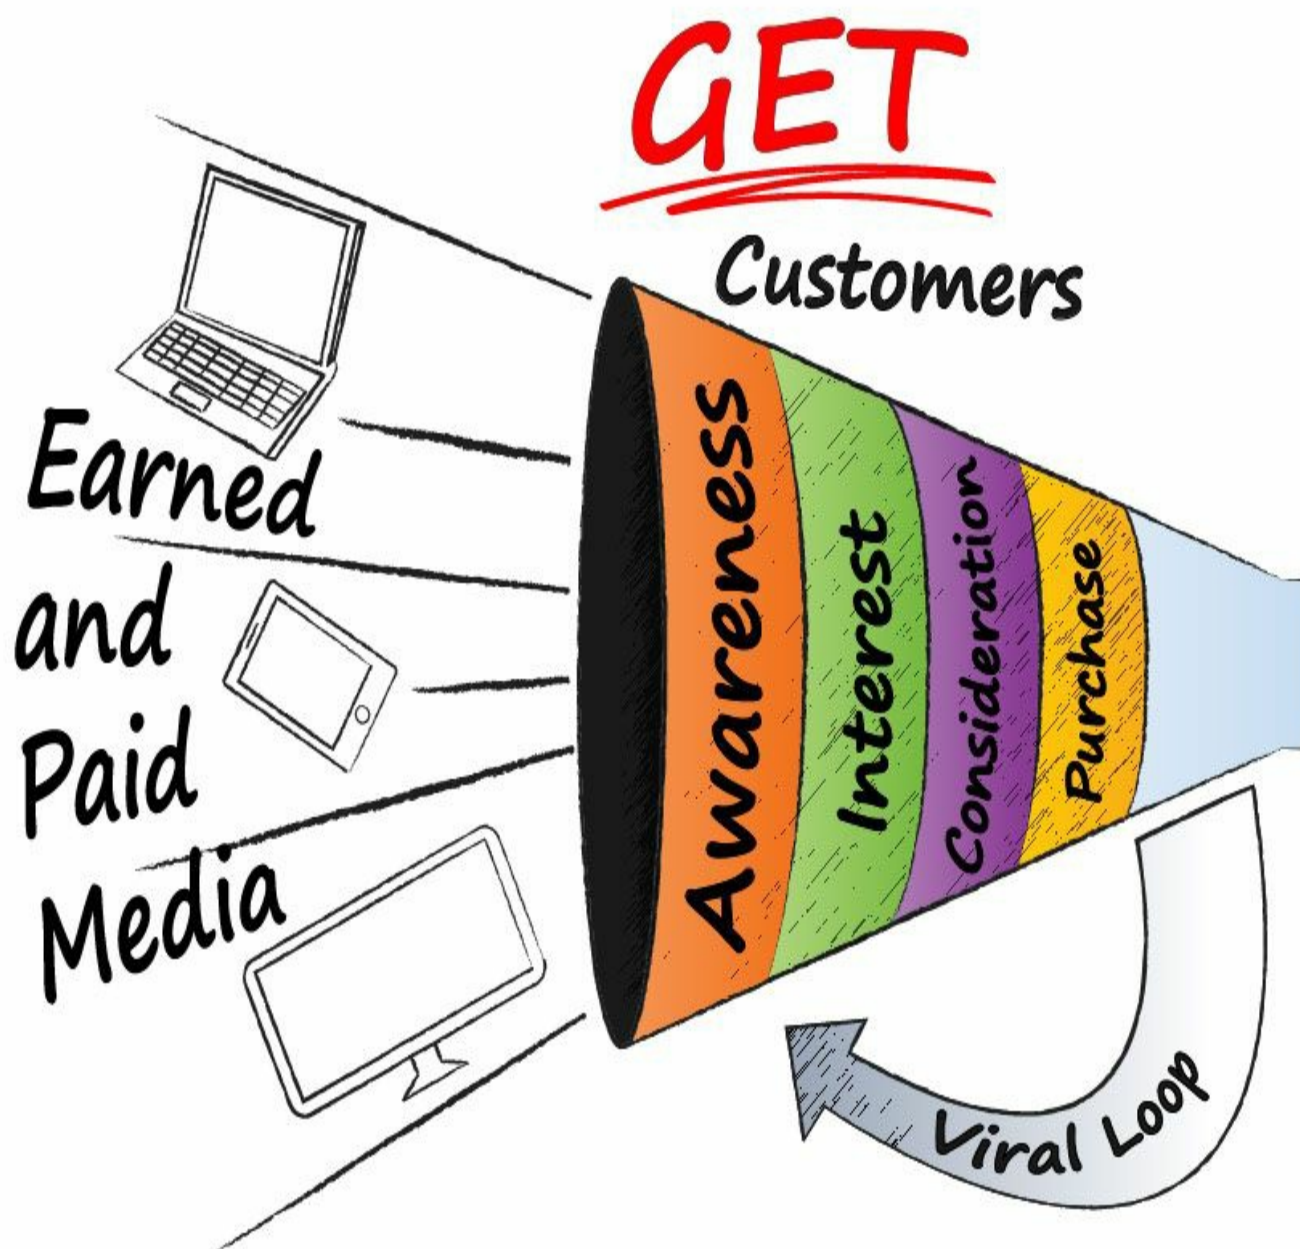 GET
Customers
Earned
and
Paid
Media
Awareness
Interest
Consideration
Purchase
Viral Loop